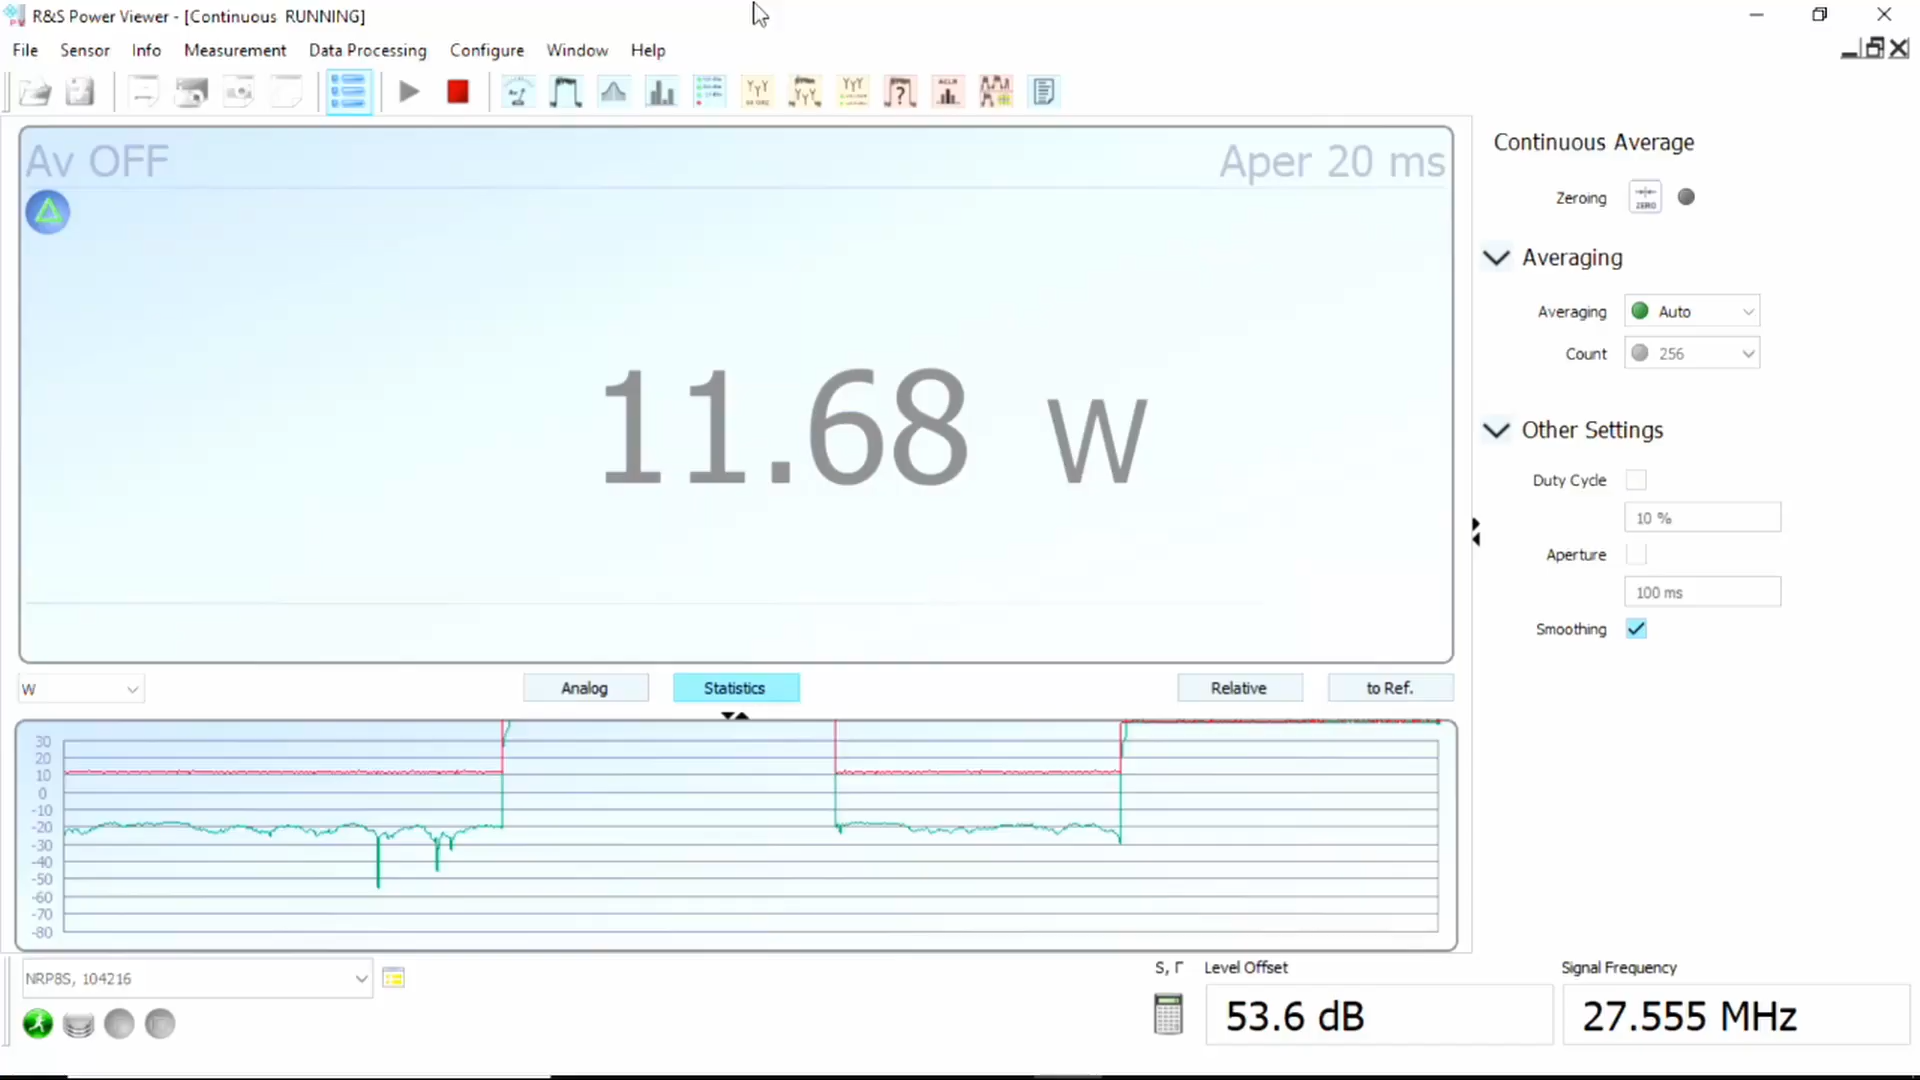 R&S Power Viewer - [Continuous RUNNING]
File Sensor Info Measurement Data Processing Configure Window Help
ACLR
Av OFF
Aper 20 ms
11.68 W
W
Analog
Statistics
Relative
to Ref.
30
20
10
0
-10
-20
-30
-40
-50
-60
-70
-80
Continuous Average
Zeroing
ZERO
Averaging
Averaging Auto
Count 256
Other Settings
Duty Cycle
10 %
Aperture
100 ms
Smoothing
NRP8S, 104216
S, Γ Level Offset
53.6 dB
Signal Frequency
27.555 MHz